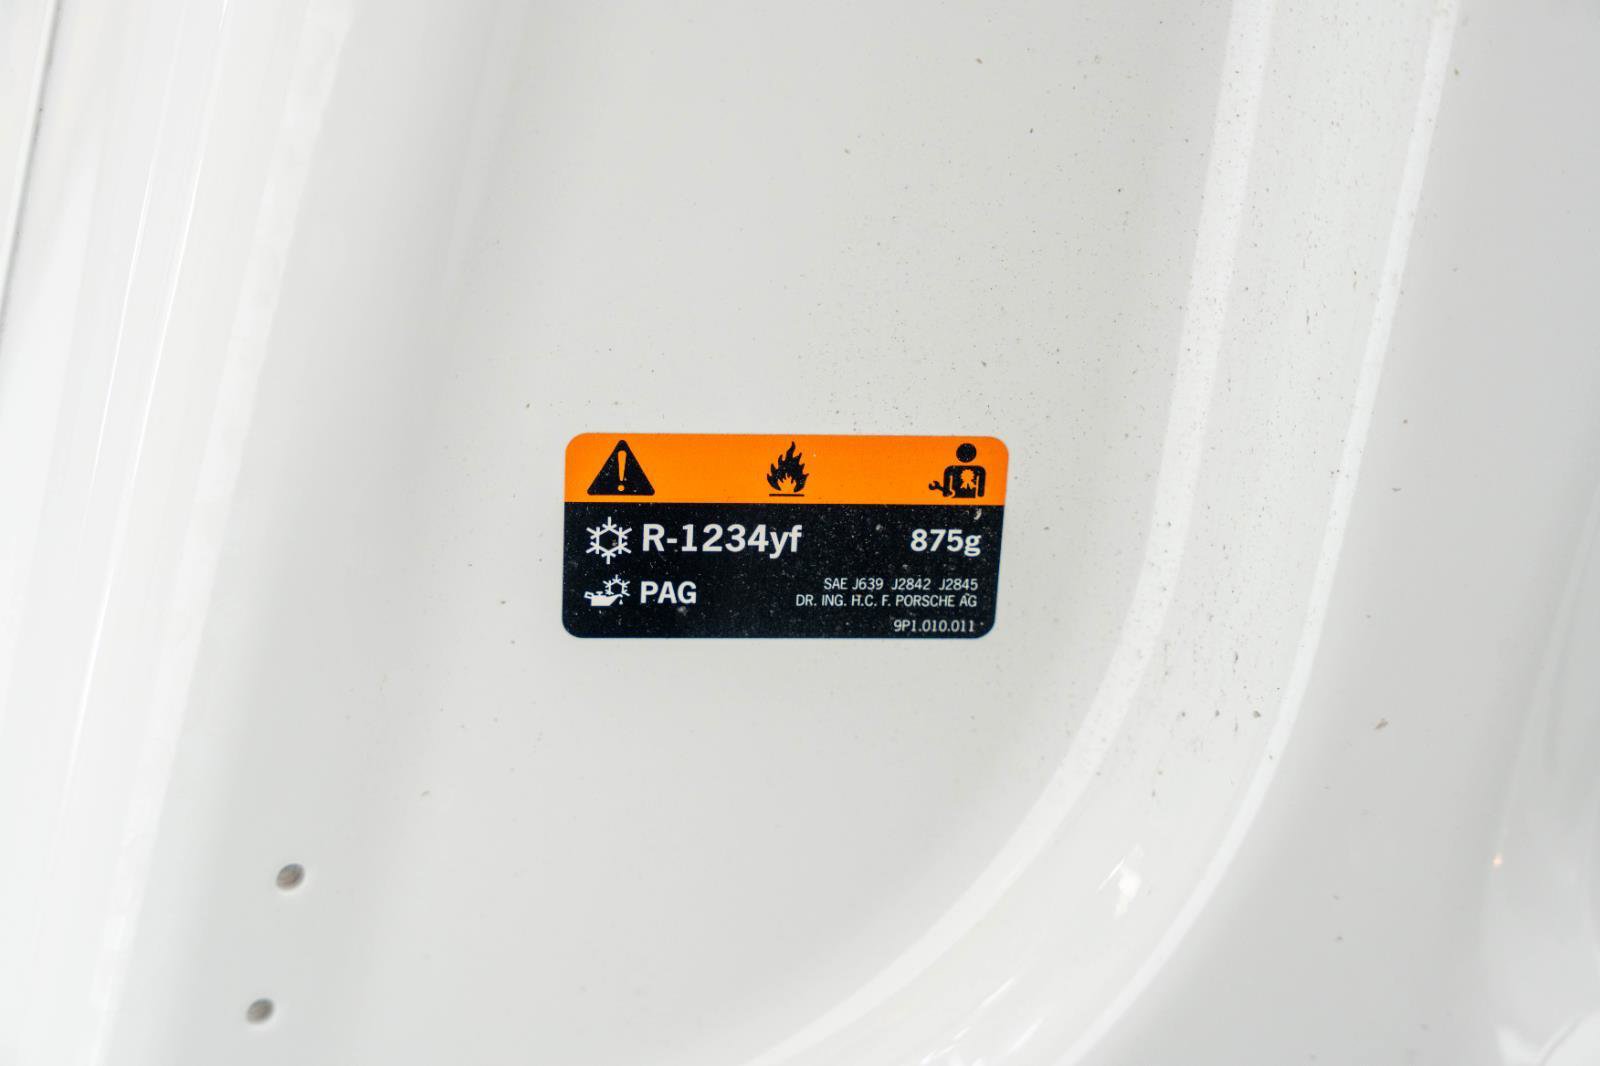 R-1234yf 875g
PAG
SAE J639 J2842 J2845
DR. ING. H.C. F. PORSCHE AG
9P1.010.011